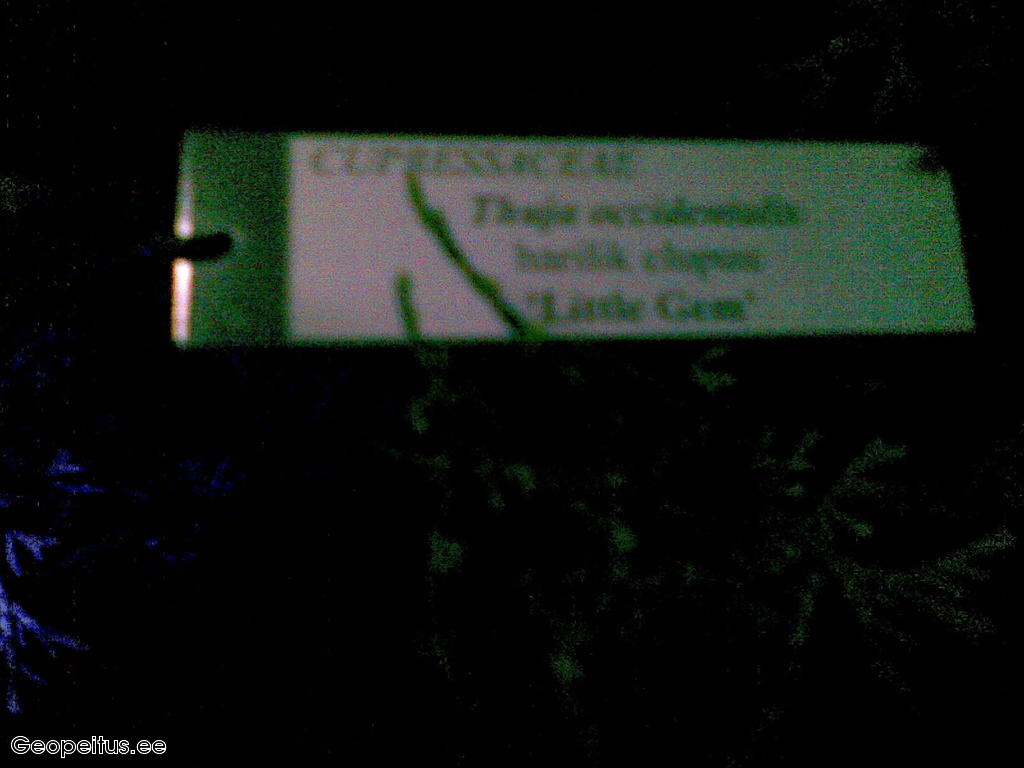 CUPRESSACEAE
Thuja occidentalis
harilik elupuu
'Little Gem'
Geopeitus.ee